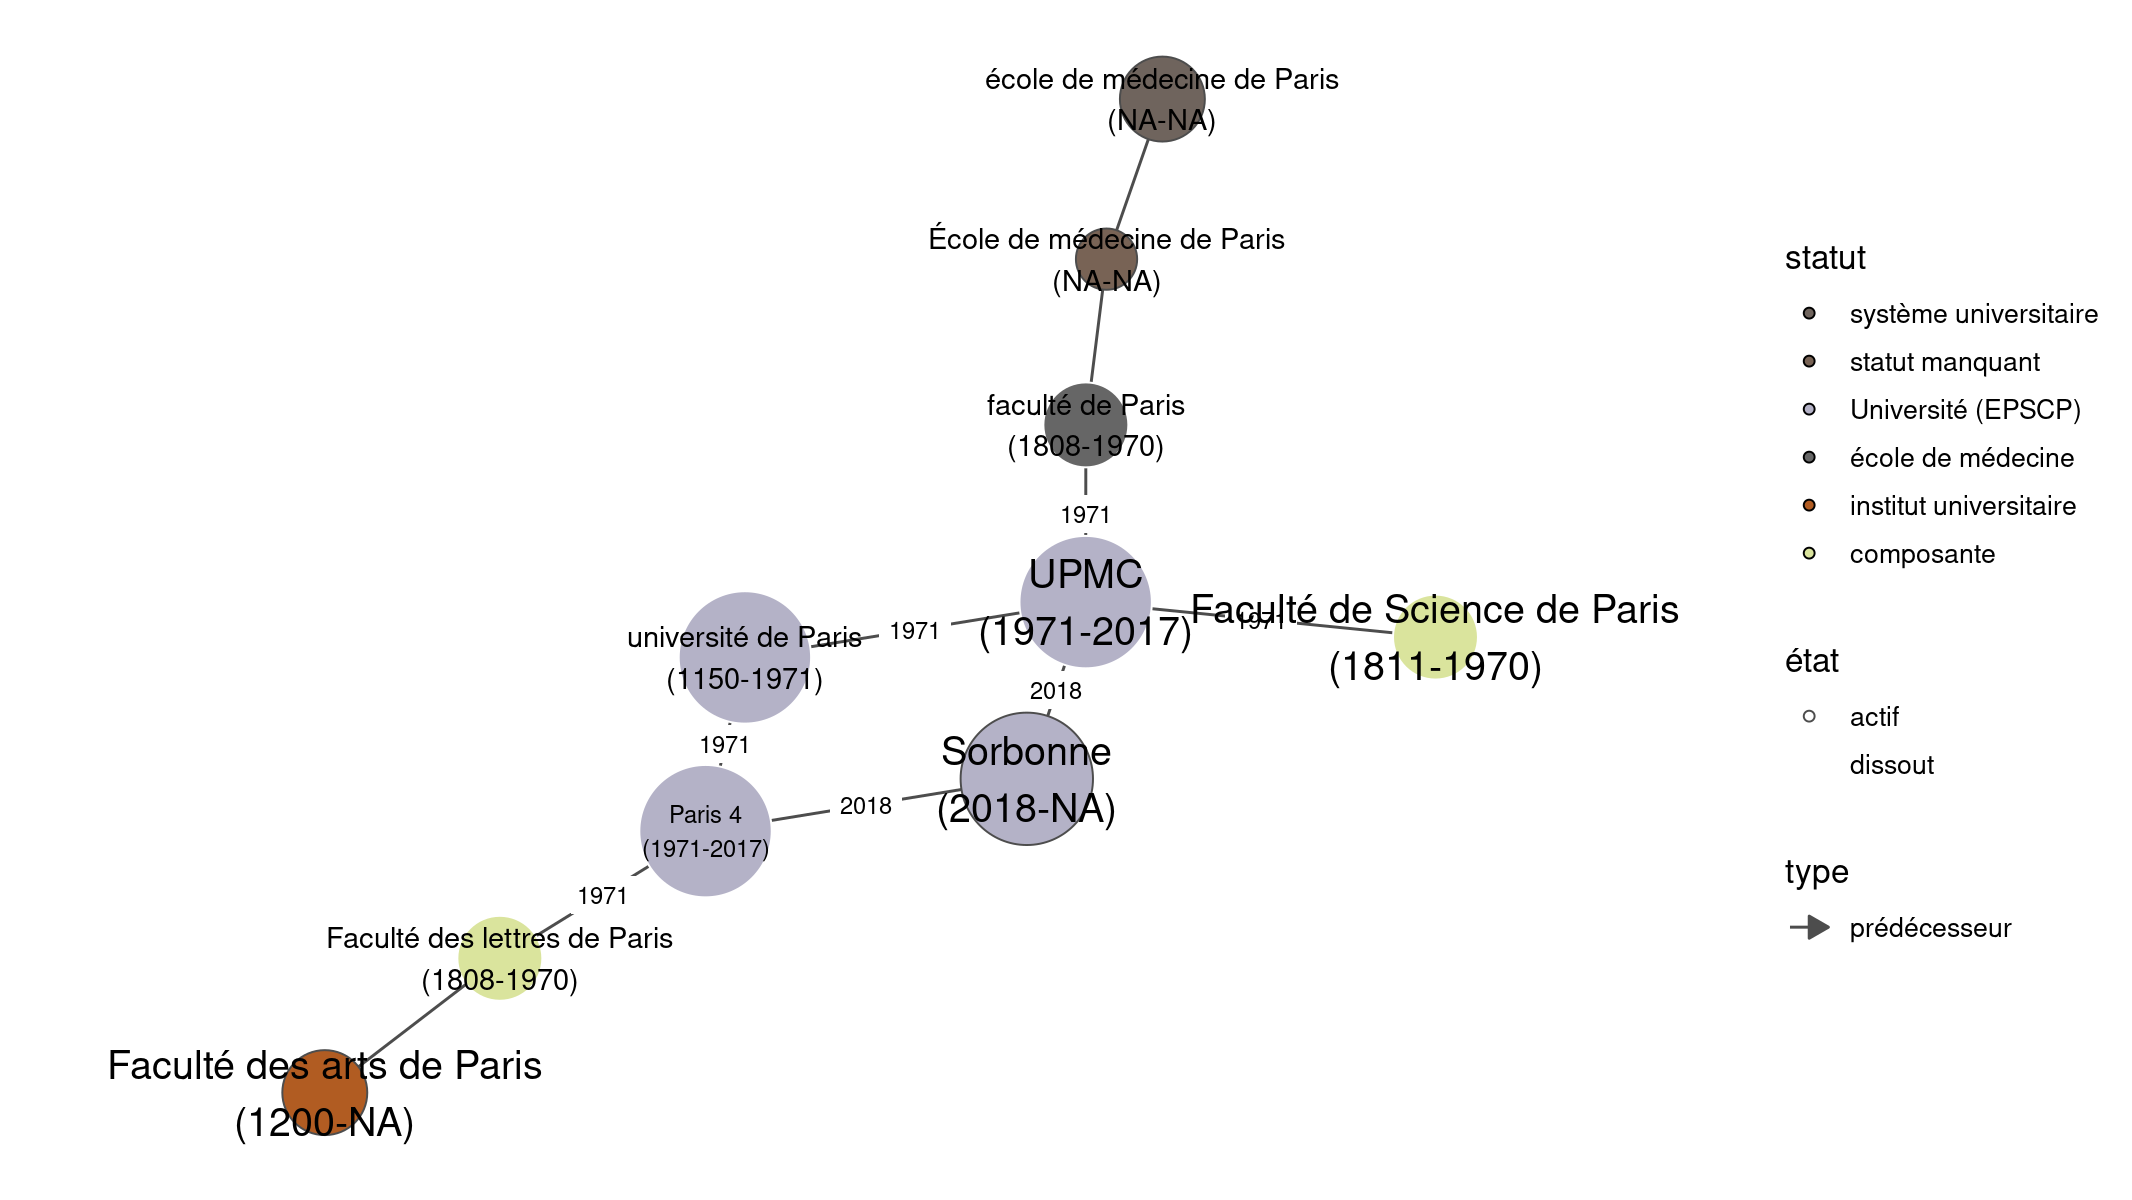 école de médecine de Paris
(NA-NA)
École de médecine de Paris
(NA-NA)
faculté de Paris
(1808-1970)
1971
UPMC
(1971-2017)
1971
Faculté de Science de Paris
(1811-1970)
1971
université de Paris
(1150-1971)
2018
1971
Sorbonne
(2018-NA)
2018
Paris 4
(1971-2017)
1971
Faculté des lettres de Paris
(1808-1970)
Faculté des arts de Paris
(1200-NA)
statut
système universitaire
statut manquant
Université (EPSCP)
école de médecine
institut universitaire
composante
état
actif
dissout
type
prédécesseur